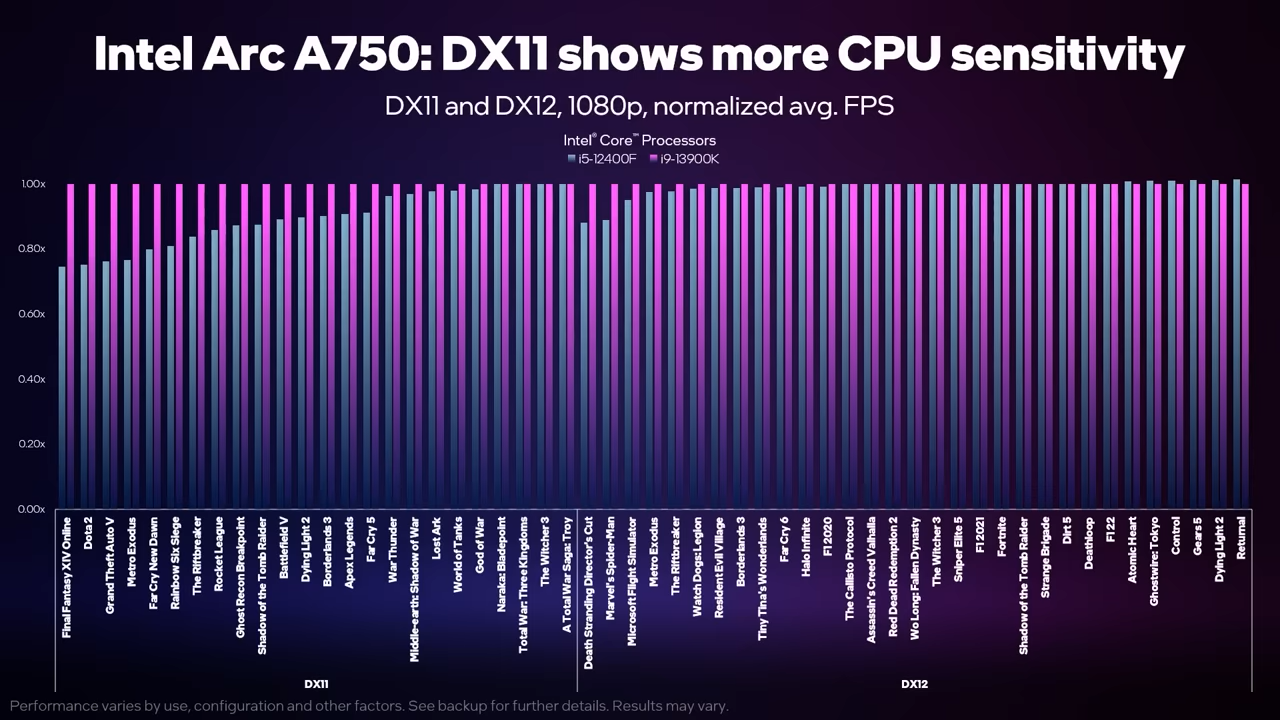 Intel Arc A750: DX11 shows more CPU sensitivity
DX11 and DX12, 1080p, normalized avg. FPS
Intel® Core™ Processors
i5-12400F i9-13900K
1.00x
0.80x
0.60x
0.40x
0.20x
0.00x
Final Fantasy XIV Online
Dota 2
Grand Theft Auto V
Metro Exodus
Far Cry New Dawn
Rainbow Six Siege
The Riftbreaker
Rocket League
Ghost Recon Breakpoint
Shadow of the Tomb Raider
Battlefield V
Dying Light 2
Borderlands 3
Apex Legends
Far Cry 5
War Thunder
Middle-earth: Shadow of War
Lost Ark
World of Tanks
God of War
Naraka: Bladepoint
Total War: Three Kingdoms
The Witcher 3
A Total War Saga: Troy
Death Stranding Director's Cut
Marvel's Spider-Man
Microsoft Flight Simulator
Metro Exodus
The Riftbreaker
Watch Dogs: Legion
Resident Evil Village
Borderlands 3
Tiny Tina's Wonderlands
Far Cry 6
Halo Infinite
F1 2020
The Callisto Protocol
Assassin's Creed Valhalla
Red Dead Redemption 2
Wo Long: Fallen Dynasty
The Witcher 3
Sniper Elite 5
F1 2021
Fortnite
Shadow of the Tomb Raider
Strange Brigade
Dirt 5
Deathloop
F1 22
Atomic Heart
Ghostwire: Tokyo
Control
Gears 5
Dying Light 2
Returnal
DX11
DX12
Performance varies by use, configuration and other factors. See backup for further details. Results may vary.